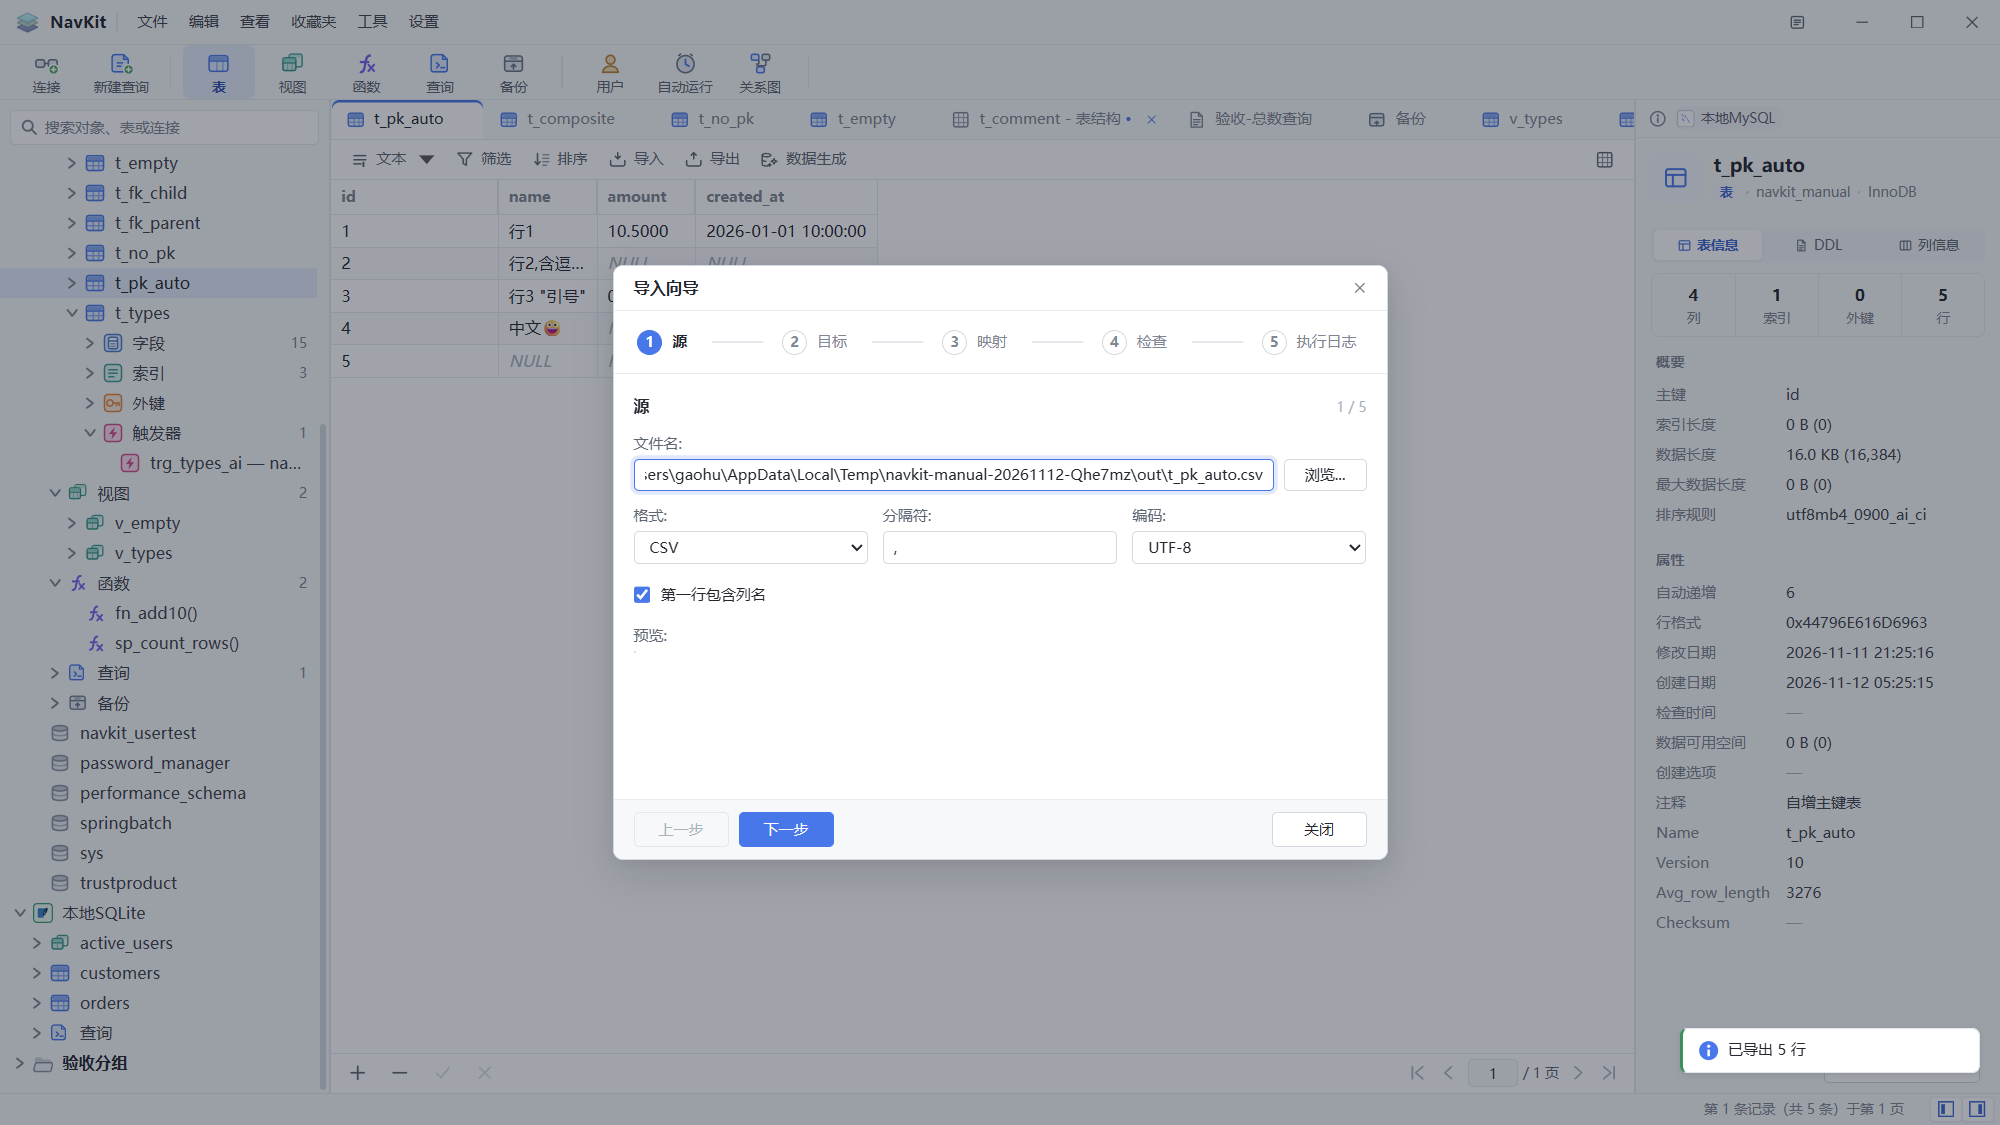 NavKit 文件 编辑 查看 收藏夹 工具 设置
连接 新建查询 表 视图 函数 查询 备份 用户 自动运行 关系图
搜索对象、表或连接
t_empty
t_fk_child
t_fk_parent
t_no_pk
t_pk_auto
t_types
字段 15
索引 3
外键
触发器 1
trg_types_ai — na...
视图 2
v_empty
v_types
函数 2
fn_add10()
sp_count_rows()
查询 1
备份
navkit_usertest
password_manager
performance_schema
springbatch
sys
trustproduct
本地SQLite
active_users
customers
orders
查询
验收分组
t_pk_auto t_composite t_no_pk t_empty t_comment - 表结构 • × 验收-总数查询 备份 v_types
文本 筛选 排序 导入 导出 数据生成
id name amount created_at
1 行1 10.5000 2026-01-01 10:00:00
2 行2,含逗... NULL NULL
3 行3 "引号"
4 中文😀
5 NULL
导入向导
1 源 2 目标 3 映射 4 检查 5 执行日志
源 1 / 5
文件名:
sers\gaohu\AppData\Local\Temp\navkit-manual-20261112-Qhe7mz\out\t_pk_auto.csv 浏览...
格式: 分隔符: 编码:
CSV , UTF-8
第一行包含列名
预览:
上一步 下一步 关闭
1 / 1 页
本地MySQL
t_pk_auto
表 · navkit_manual · InnoDB
表信息 DDL 列信息
4 1 0 5
列 索引 外键 行
概要
主键 id
索引长度 0 B (0)
数据长度 16.0 KB (16,384)
最大数据长度 0 B (0)
排序规则 utf8mb4_0900_ai_ci
属性
自动递增 6
行格式 0x44796E616D6963
修改日期 2026-11-11 21:25:16
创建日期 2026-11-12 05:25:15
检查时间 —
数据可用空间 0 B (0)
创建选项 —
注释 自增主键表
Name t_pk_auto
Version 10
Avg_row_length 3276
Checksum —
已导出 5 行
第 1 条记录（共 5 条）于第 1 页